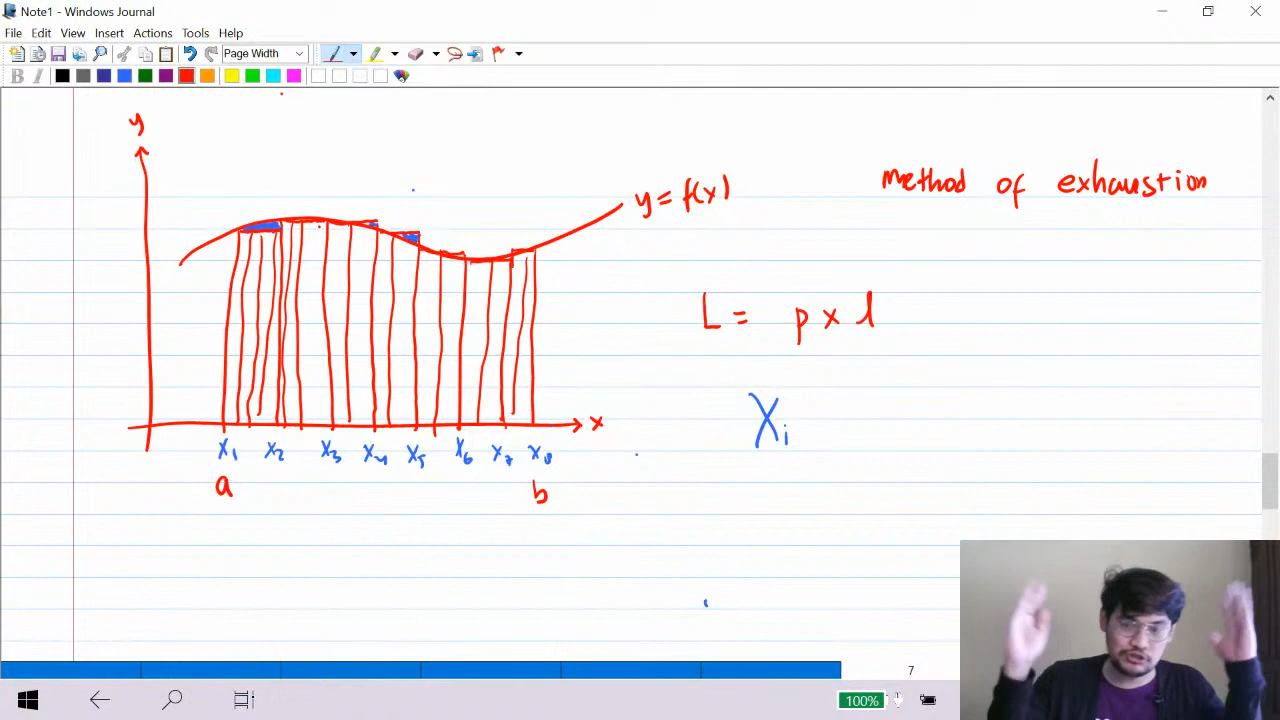 Note1 - Windows Journal
File Edit View Insert Actions Tools Help
Page Width
B I
y
method of exhaustion
y = f(x)
L = p x l
Xi
x
x1 x2 x3 x4 x5 x6 x7 x8
a b
7
100%